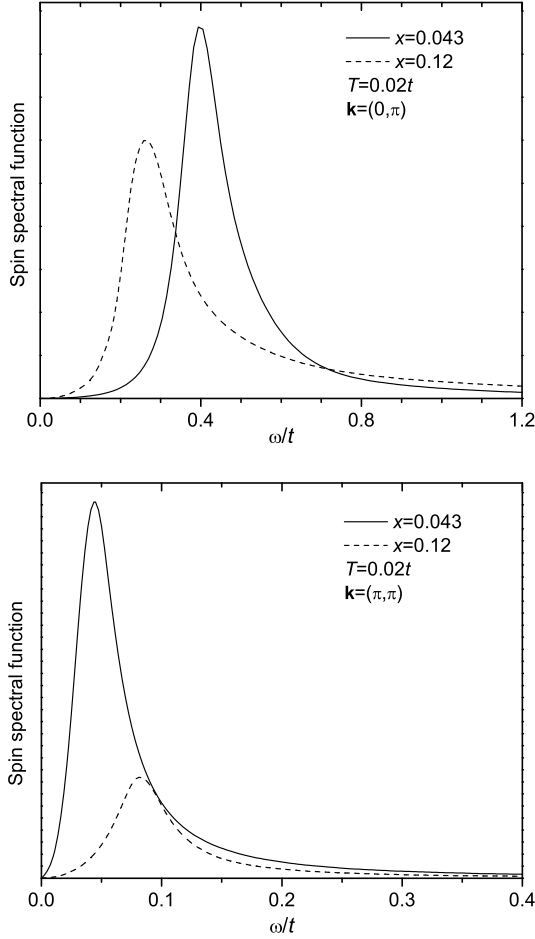 Spin spectral function
x=0.043
x=0.12
T=0.02t
k=(0,π)
0.0 0.4 0.8 1.2
ω/t
Spin spectral function
x=0.043
x=0.12
T=0.02t
k=(π,π)
0.0 0.1 0.2 0.3 0.4
ω/t